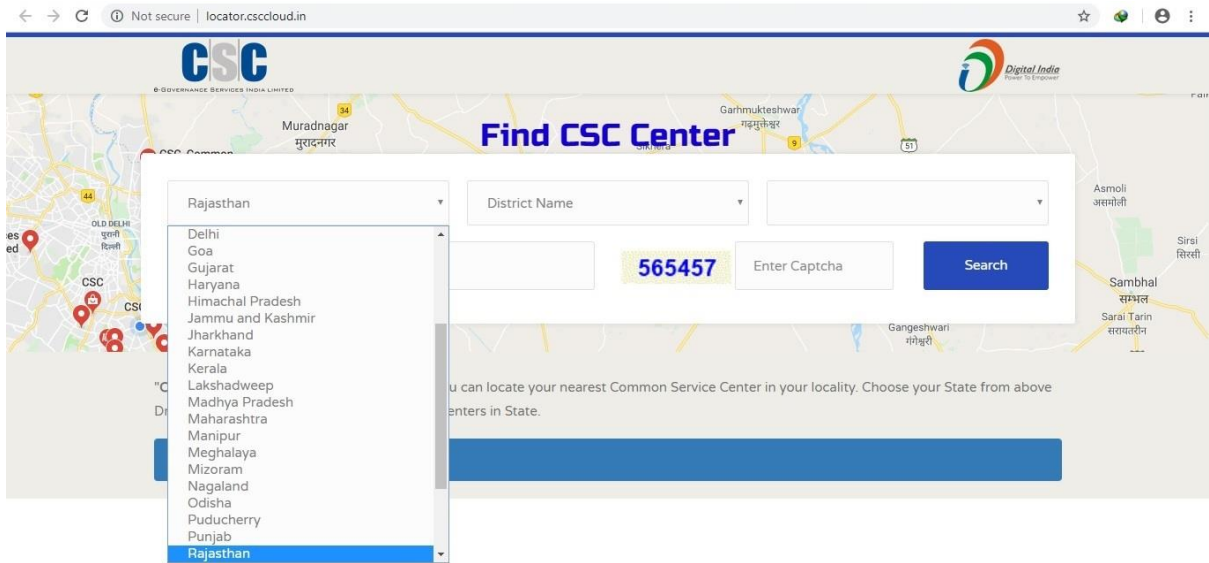 Not secure | locator.csccloud.in
CSC
e-Governance Services India Limited
Digital India
Power To Empower
34
Muradnagar
मुरादनगर
Garhmukteshwar
गढ़मुक्तेश्वर
Find CSC Center
9
51
CSC Common
44
OLD DELHI
पुरानी
दिल्ली
CSC
Rajasthan
District Name
Asmoli
असमोली
Sirsi
सिरसी
565457
Enter Captcha
Search
Sambhal
सम्भल
Sarai Tarin
सरायतरीन
Gangeshwari
गंगेश्वरी
Delhi
Goa
Gujarat
Haryana
Himachal Pradesh
Jammu and Kashmir
Jharkhand
Karnataka
Kerala
Lakshadweep
Madhya Pradesh
Maharashtra
Manipur
Meghalaya
Mizoram
Nagaland
Odisha
Puducherry
Punjab
Rajasthan
can locate your nearest Common Service Center in your locality. Choose your State from above
in State.